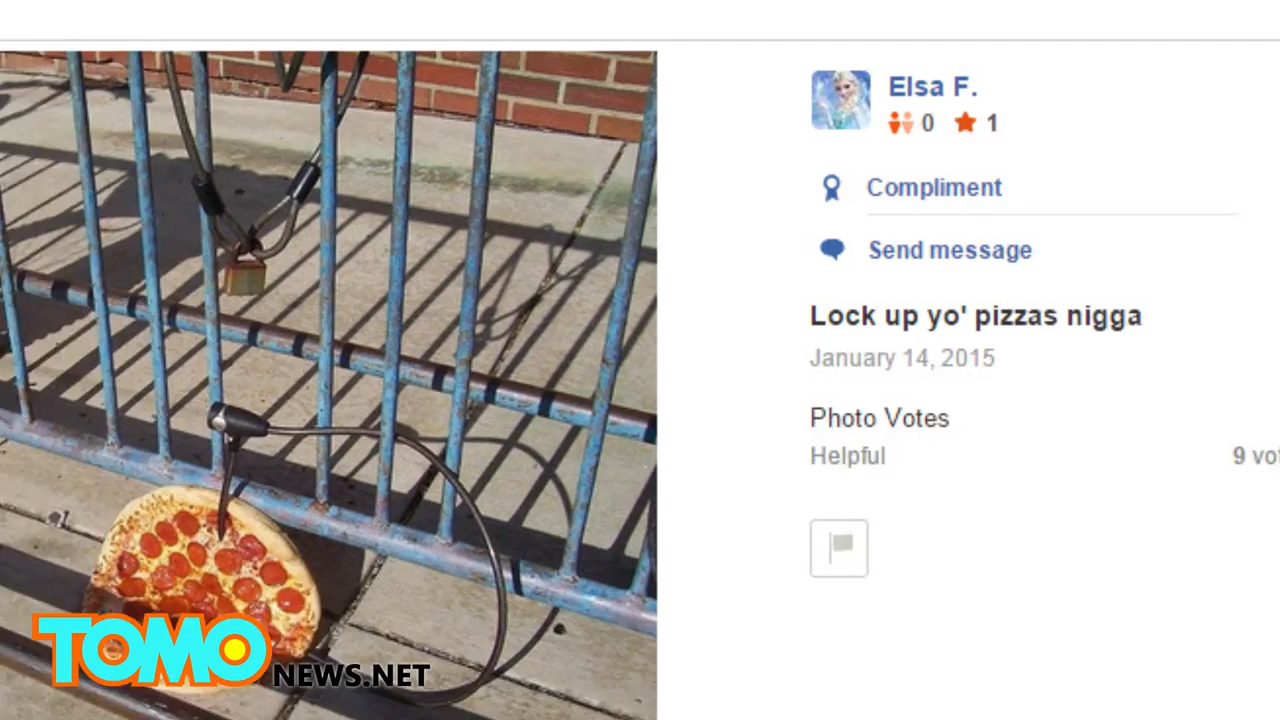 Elsa F.
0 1
Compliment
Send message
Lock up yo' pizzas nigga
January 14, 2015
Photo Votes
Helpful
9 vo
TOMO
NEWS.NET